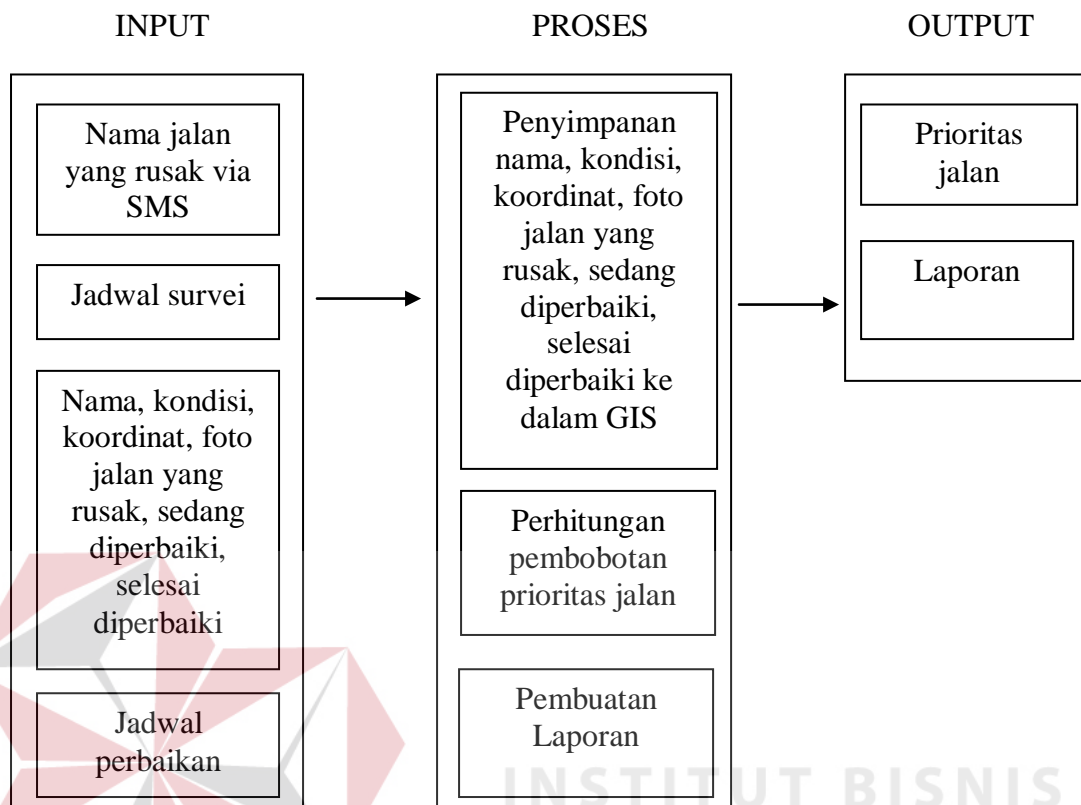 INPUT
PROSES
OUTPUT
Nama jalan
yang rusak via
SMS
Jadwal survei
Nama, kondisi,
koordinat, foto
jalan yang
rusak, sedang
diperbaiki,
selesai
diperbaiki
Jadwal
perbaikan
Penyimpanan
nama, kondisi,
koordinat, foto
jalan yang
rusak, sedang
diperbaiki,
selesai
diperbaiki ke
dalam GIS
Perhitungan
pembobotan
prioritas jalan
Pembuatan
Laporan
Prioritas
jalan
Laporan
INSTITUT BISNIS